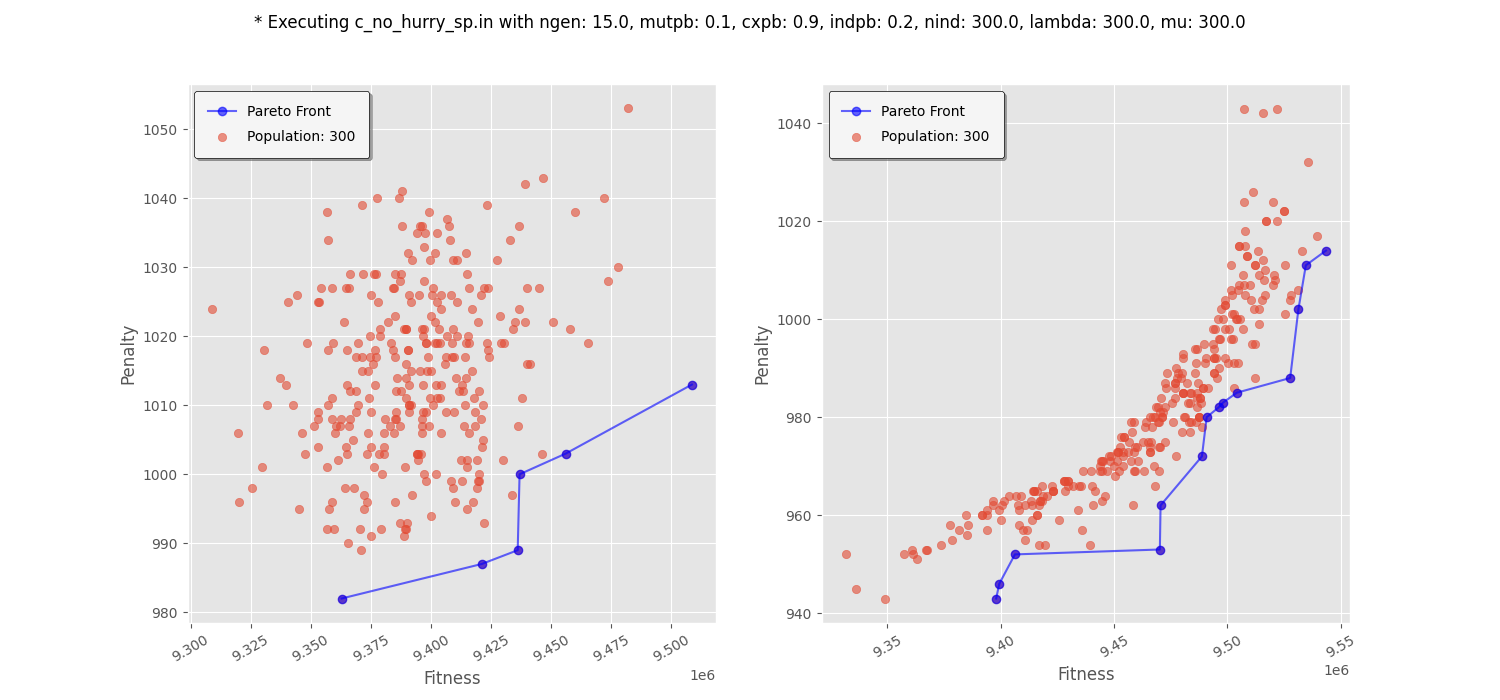 * Executing c_no_hurry_sp.in with ngen: 15.0, mutpb: 0.1, cxpb: 0.9, indpb: 0.2, nind: 300.0, lambda: 300.0, mu: 300.0
Pareto Front
Population: 300
1050
1040
1030
1020
1010
1000
990
980
Penalty
9.300
9.325
9.350
9.375
9.400
9.425
9.450
9.475
9.500
1e6
Fitness
Pareto Front
Population: 300
1040
1020
1000
980
960
940
Penalty
9.35
9.40
9.45
9.50
9.55
1e6
Fitness